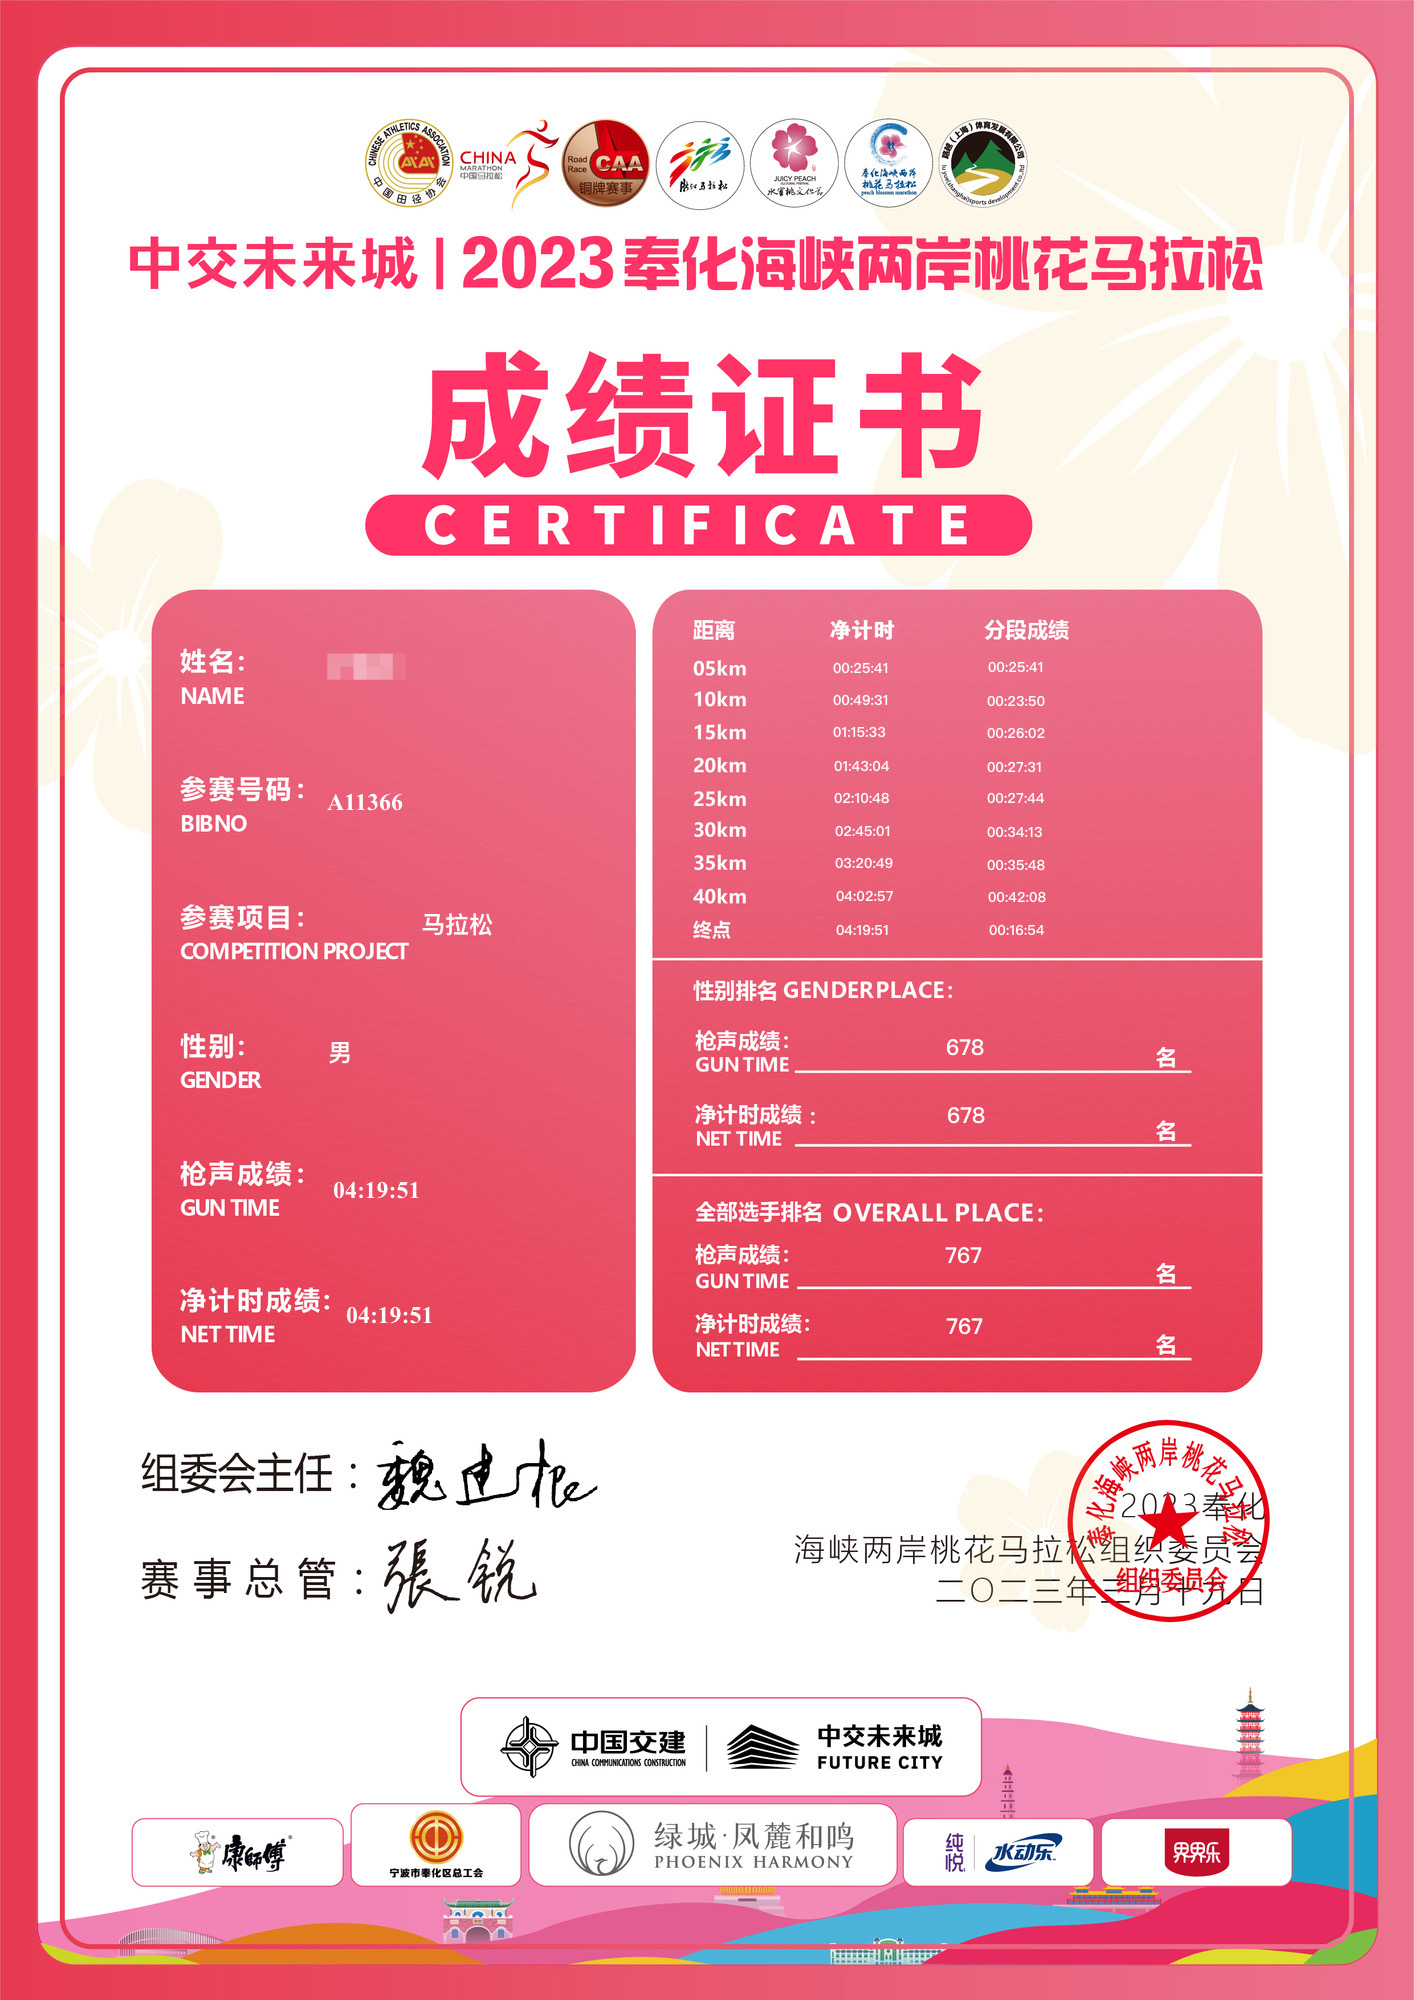 CHINESE ATHLETICS ASSOCIATION
中国田径协会
CHINA
MARATHON
中国马拉松
Road
Race
CAA
铜牌赛事
浙江马拉松
JUICY PEACH
CULTURAL FESTIVAL
水蜜桃文化节
奉化海峡两岸
桃花马拉松
peach blossom marathon
(上海)体育发展有限公司
中交未来城|2023奉化海峡两岸桃花马拉松
成绩证书
CERTIFICATE
姓名:
NAME
参赛号码: A11366
BIBNO
参赛项目: 马拉松
COMPETITION PROJECT
性别: 男
GENDER
枪声成绩: 04:19:51
GUN TIME
净计时成绩: 04:19:51
NET TIME
距离 净计时 分段成绩
05km 00:25:41 00:25:41
10km 00:49:31 00:23:50
15km 01:15:33 00:26:02
20km 01:43:04 00:27:31
25km 02:10:48 00:27:44
30km 02:45:01 00:34:13
35km 03:20:49 00:35:48
40km 04:02:57 00:42:08
终点 04:19:51 00:16:54
性别排名 GENDERPLACE:
枪声成绩: 678 名
GUN TIME
净计时成绩: 678 名
NET TIME
全部选手排名 OVERALL PLACE:
枪声成绩: 767 名
GUN TIME
净计时成绩: 767 名
NET TIME
组委会主任: 魏建根
赛事总管: 張锐
奉化海峡两岸桃花马拉松
组织委员会
2023奉化
海峡两岸桃花马拉松组织委员会
二〇二三年三月十九日
中国交建
CHINA COMMUNICATIONS CONSTRUCTION
中交未来城
FUTURE CITY
康師傅
宁波市奉化区总工会
绿城·凤麓和鸣
PHOENIX HARMONY
纯悦
水动乐
界界乐